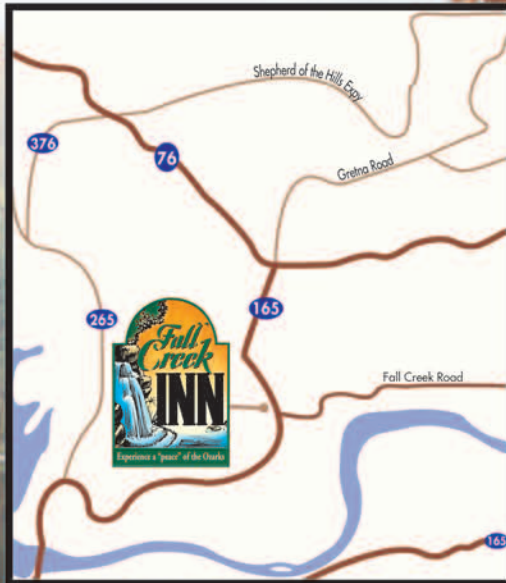 Shepherd of the Hills Expy
376
76
Gretna Road
265
165
Fall
Creek
INN
Experience a "peace" of the Ozarks
Fall Creek Road
165